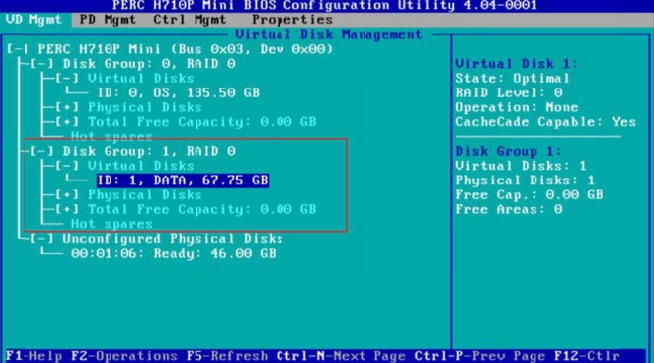 PERC H710P Mini BIOS Configuration Utility 4.04-0001
VD Mgmt PD Mgmt Ctrl Mgmt Properties
Virtual Disk Management
[-] PERC H710P Mini (Bus 0x03, Dev 0x00)
[-] Disk Group: 0, RAID 0
[-] Virtual Disks
ID: 0, OS, 135.50 GB
[+] Physical Disks
[+] Total Free Capacity: 0.00 GB
Hot spares
[-] Disk Group: 1, RAID 0
[-] Virtual Disks
ID: 1, DATA, 67.75 GB
[+] Physical Disks
[+] Total Free Capacity: 0.00 GB
Hot spares
[-] Unconfigured Physical Disks
00:01:06: Ready: 46.00 GB
Virtual Disk 1:
State: Optimal
RAID Level: 0
Operation: None
CacheCade Capable: Yes
Disk Group 1:
Virtual Disks: 1
Physical Disks: 1
Free Cap.: 0.00 GB
Free Areas: 0
F1-Help F2-Operations F5-Refresh Ctrl-N-Next Page Ctrl-P-Prev Page F12-Ctlr